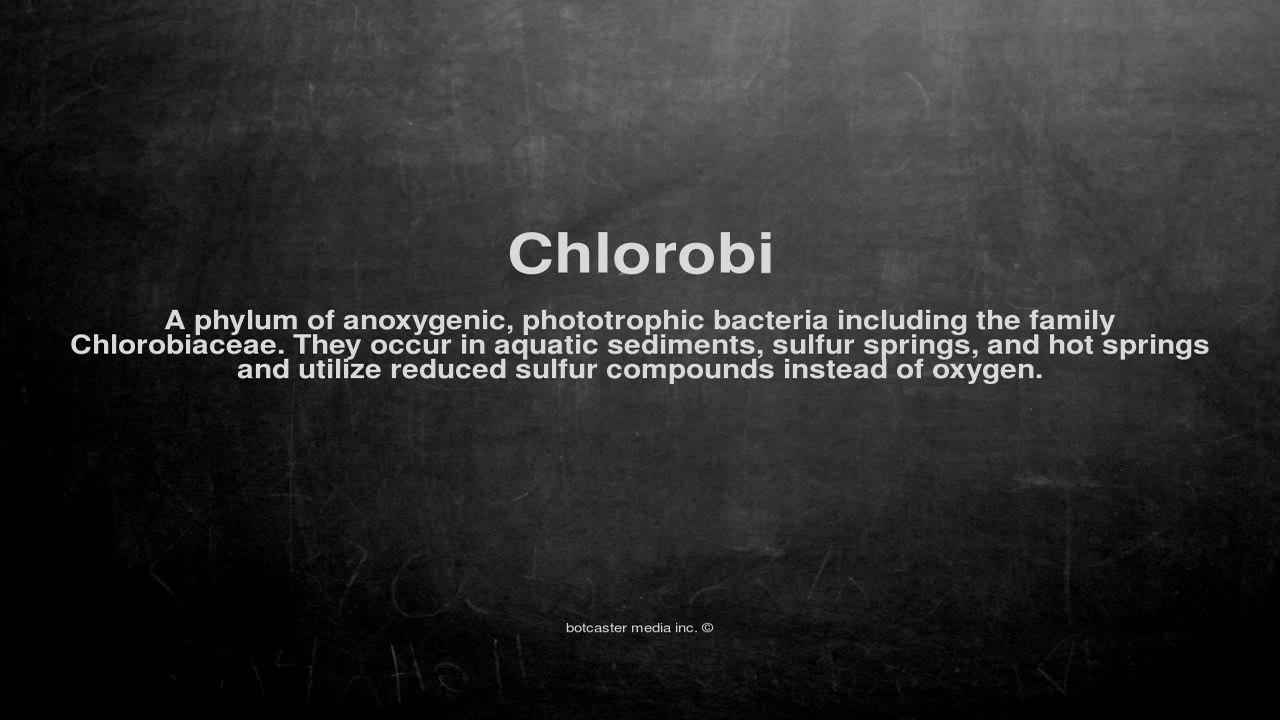 Chlorobi
A phylum of anoxygenic, phototrophic bacteria including the family
Chlorobiaceae. They occur in aquatic sediments, sulfur springs, and hot springs
and utilize reduced sulfur compounds instead of oxygen.
botcaster media inc. ©